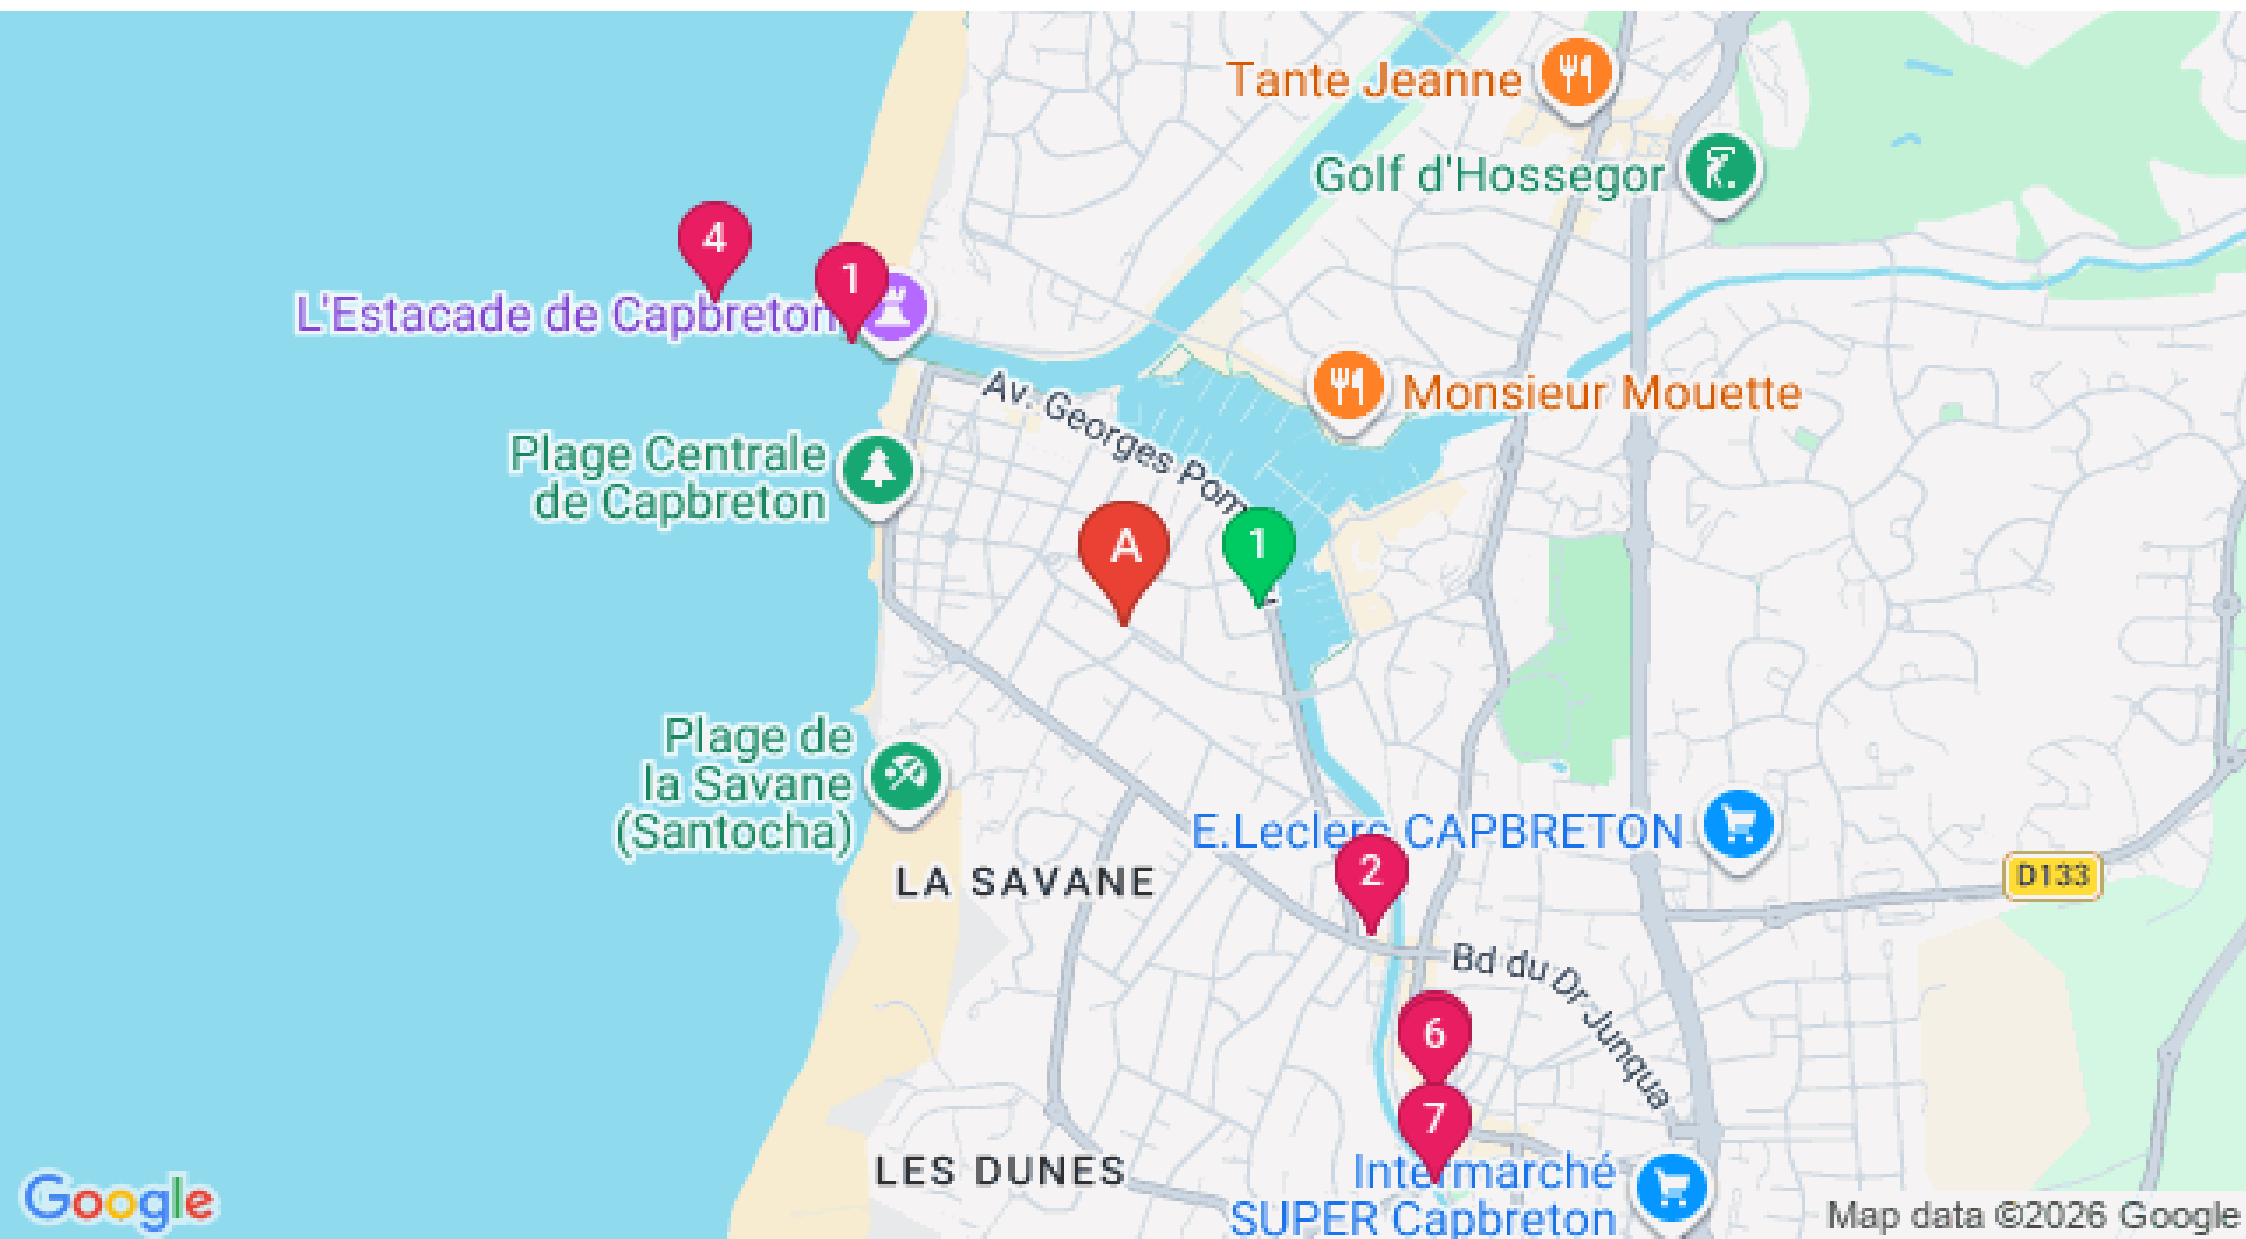 Tante Jeanne
Golf d'Hossegor
4
1
L'Estacade de Capbreton
Av. Georges Pom
Monsieur Mouette
Plage Centrale
de Capbreton
A
1
Plage de
la Savane
(Santocha)
E.Leclerc CAPBRETON
2
D133
LA SAVANE
Bd du Dr Junqua
6
7
LES DUNES
Intermarché
SUPER Capbreton
Google
Map data ©2026 Google